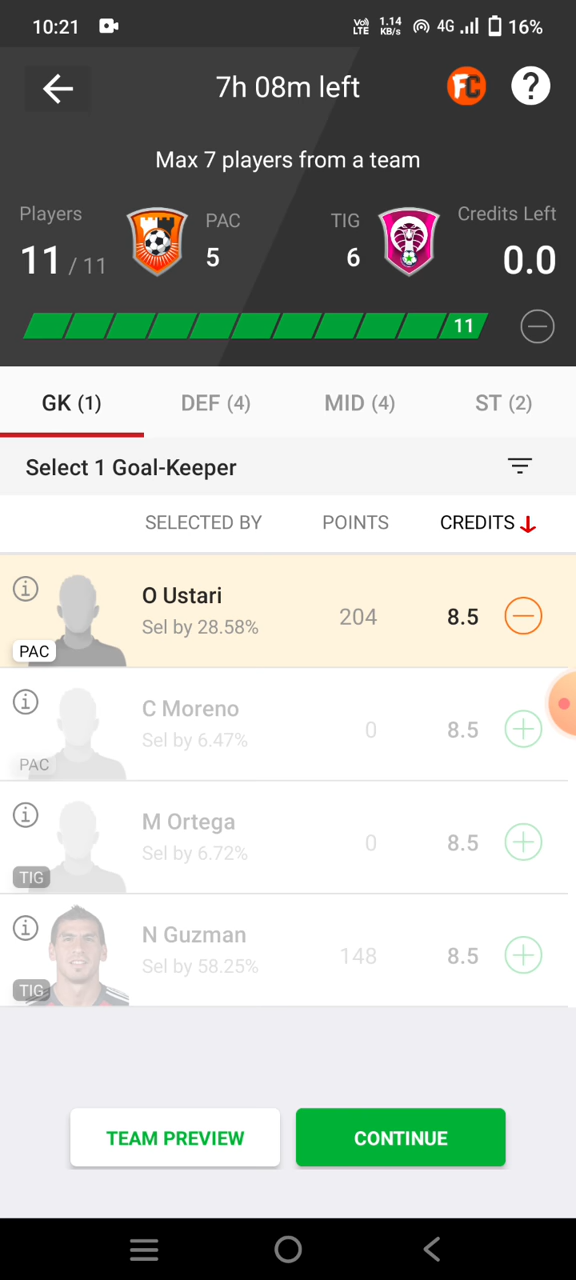 10:21 Vo) LTE 1.14 KB/s 4G 16%
7h 08m left FC ?
Max 7 players from a team
Players PAC TIG Credits Left
11 / 11 5 6 0.0
11
GK (1) DEF (4) MID (4) ST (2)
Select 1 Goal-Keeper
SELECTED BY POINTS CREDITS
O Ustari
Sel by 28.58% 204 8.5
PAC
C Moreno
Sel by 6.47% 0 8.5
PAC
M Ortega
Sel by 6.72% 0 8.5
TIG
N Guzman
Sel by 58.25% 148 8.5
TIG
TEAM PREVIEW CONTINUE